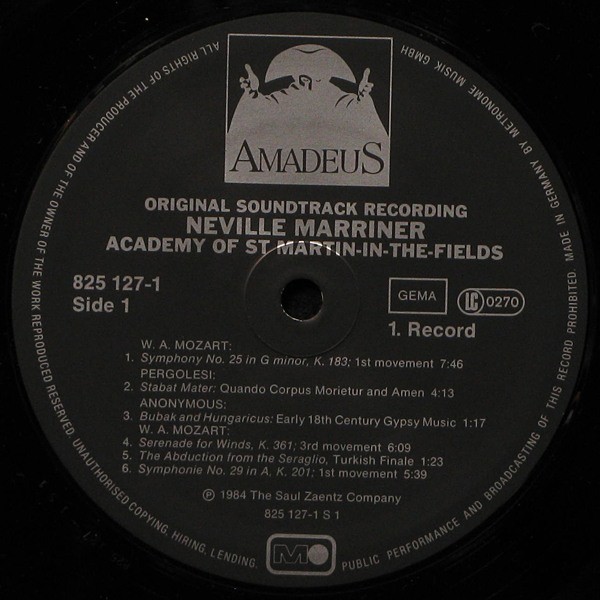 AMADEUS
ORIGINAL SOUNDTRACK RECORDING
NEVILLE MARRINER
ACADEMY OF ST MARTIN-IN-THE-FIELDS
825 127-1
Side 1
GEMA
LC 0270
1. Record
W. A. MOZART:
1. Symphony No. 25 in G minor, K. 183; 1st movement 7:46
PERGOLESI:
2. Stabat Mater: Quando Corpus Morietur and Amen 4:13
ANONYMOUS:
3. Bubak and Hungaricus: Early 18th Century Gypsy Music 1:17
W. A. MOZART:
4. Serenade for Winds, K. 361; 3rd movement 6:09
5. The Abduction from the Seraglio, Turkish Finale 1:23
6. Symphonie No. 29 in A, K. 201; 1st movement 5:39
℗ 1984 The Saul Zaentz Company
825 127-1 S 1
M
ALL RIGHTS OF THE PRODUCER AND OF THE OWNER OF THE WORK REPRODUCED RESERVED. UNAUTHORISED COPYING, HIRING, LENDING, PUBLIC PERFORMANCE AND BROADCASTING OF THIS RECORD PROHIBITED. MADE IN GERMANY BY METRONOME MUSIK GMBH